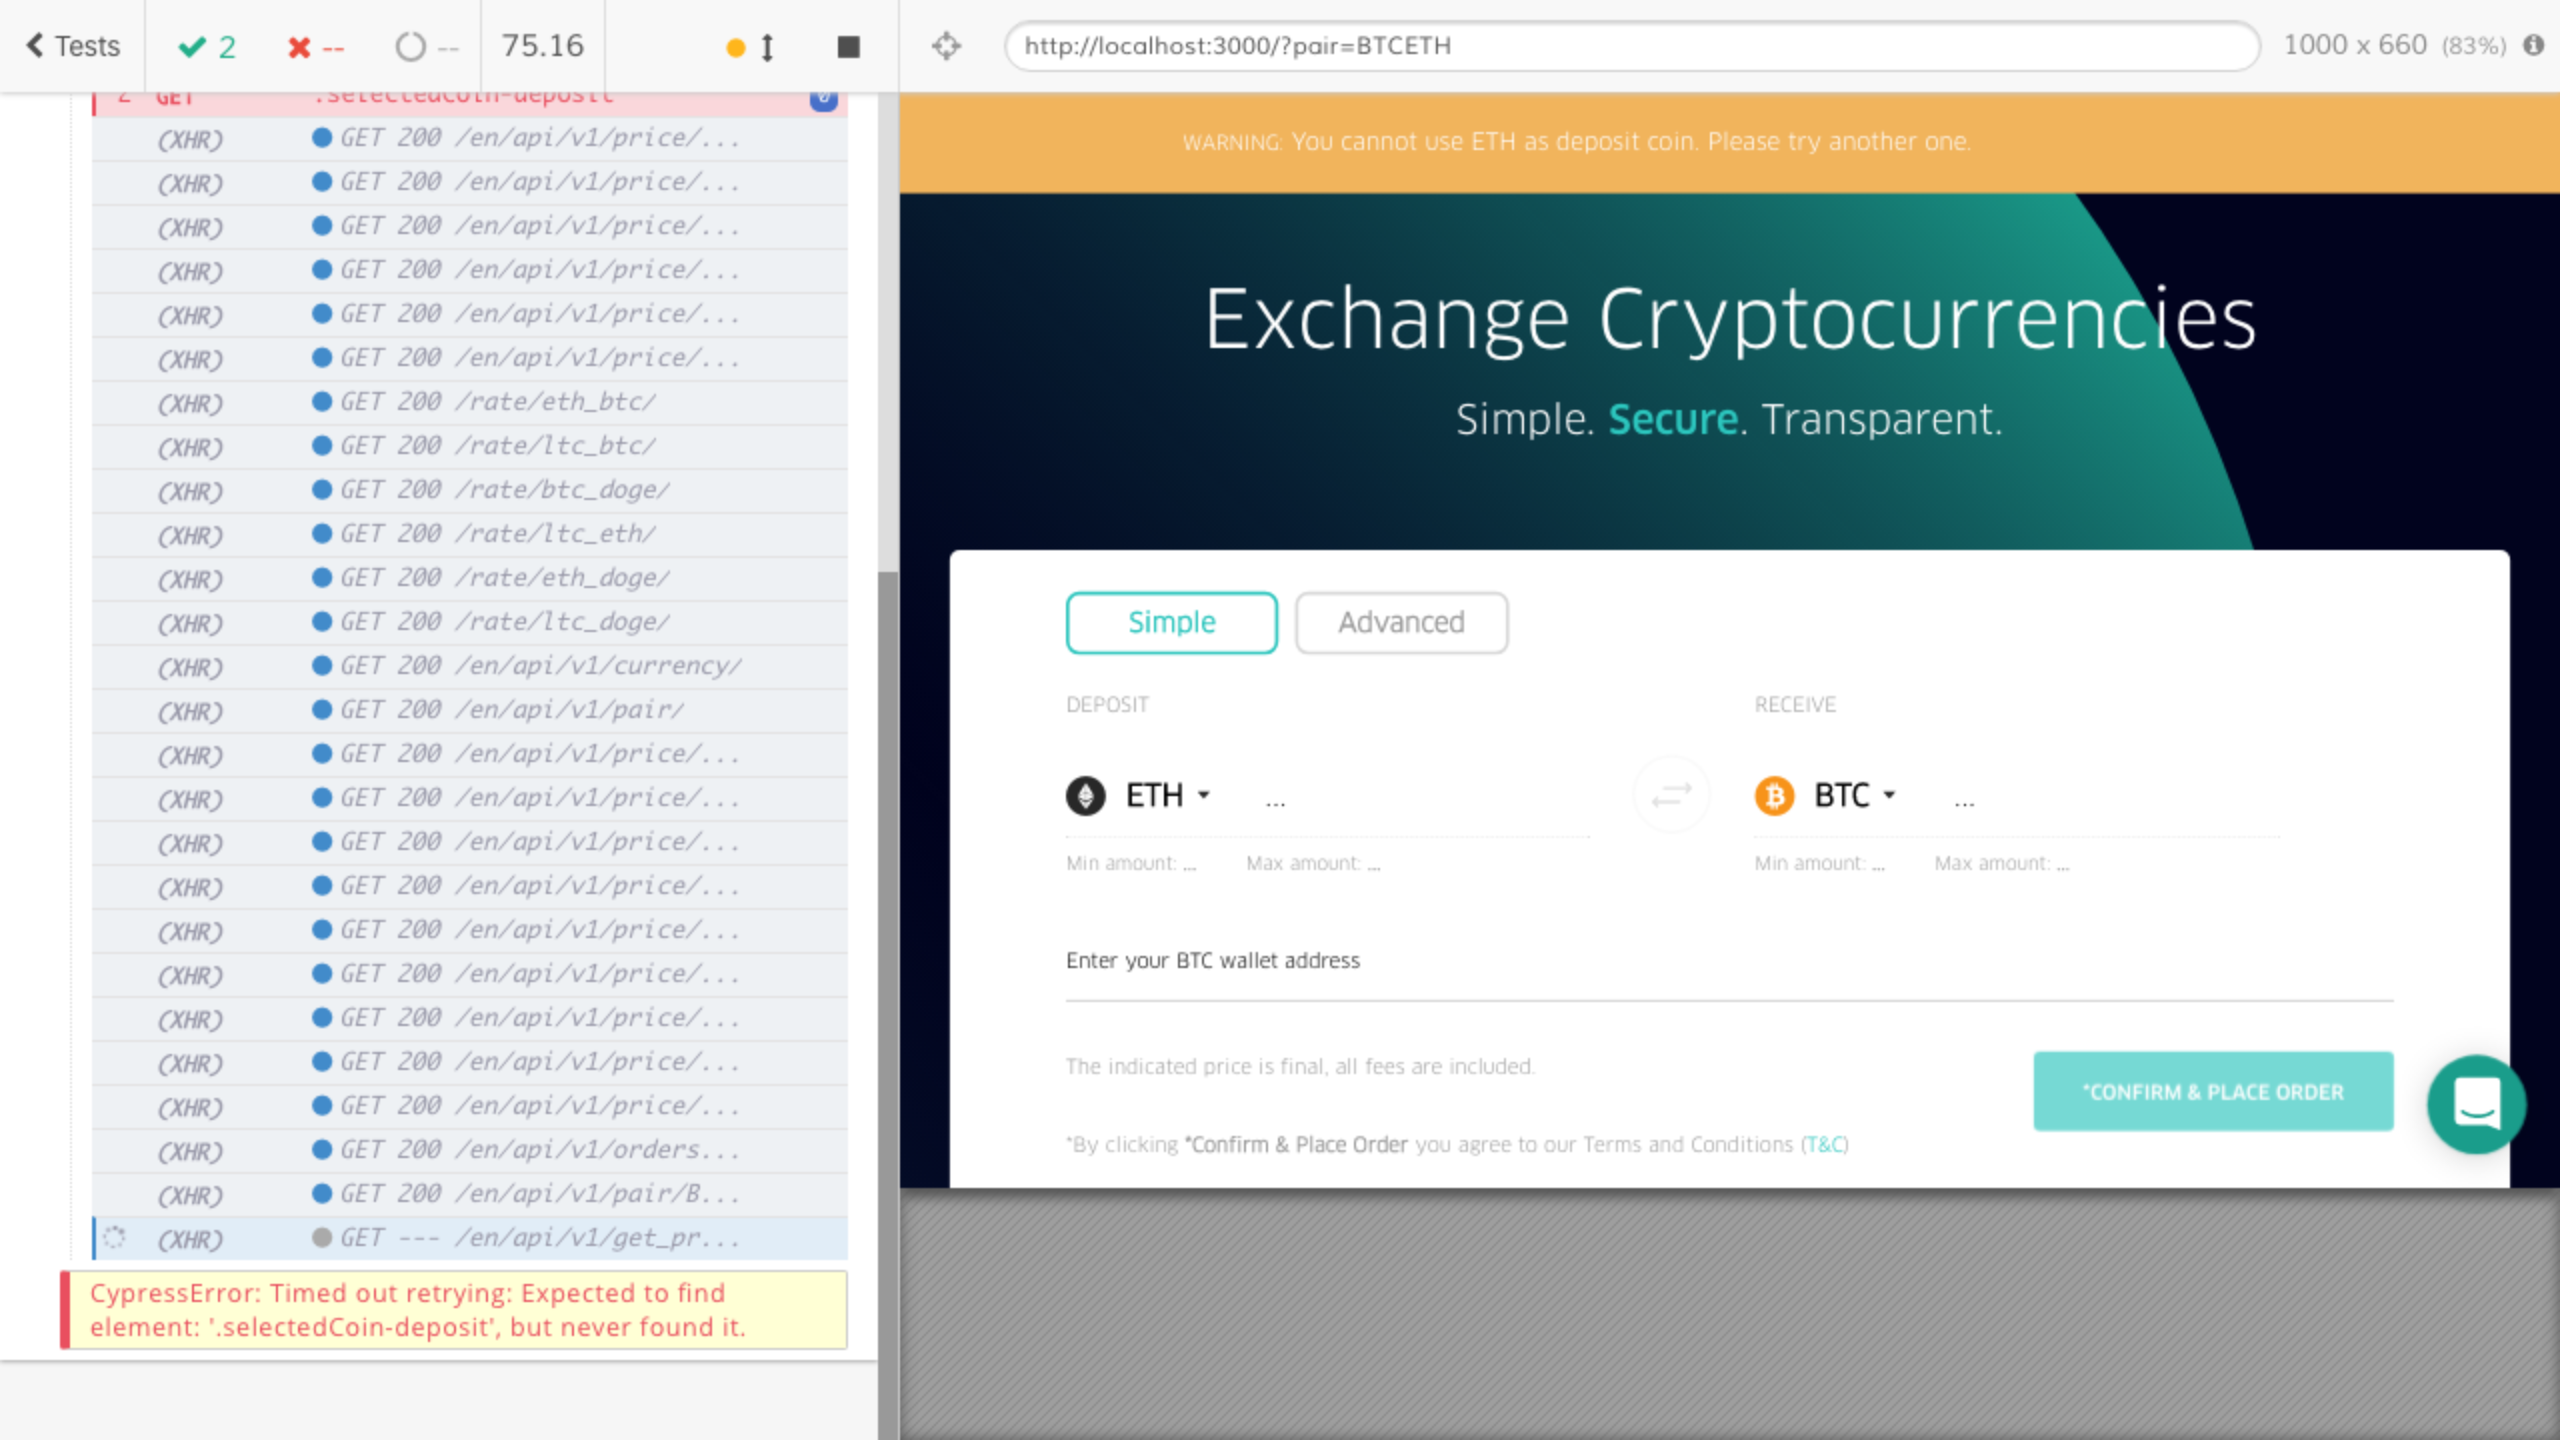 Tests
2
--
--
75.16
http://localhost:3000/?pair=BTCETH
1000 x 660 (83%)
2 GET .selectedCoin-deposit 0
(XHR) GET 200 /en/api/v1/price/...
(XHR) GET 200 /en/api/v1/price/...
(XHR) GET 200 /en/api/v1/price/...
(XHR) GET 200 /en/api/v1/price/...
(XHR) GET 200 /en/api/v1/price/...
(XHR) GET 200 /en/api/v1/price/...
(XHR) GET 200 /rate/eth_btc/
(XHR) GET 200 /rate/ltc_btc/
(XHR) GET 200 /rate/btc_doge/
(XHR) GET 200 /rate/ltc_eth/
(XHR) GET 200 /rate/eth_doge/
(XHR) GET 200 /rate/ltc_doge/
(XHR) GET 200 /en/api/v1/currency/
(XHR) GET 200 /en/api/v1/pair/
(XHR) GET 200 /en/api/v1/price/...
(XHR) GET 200 /en/api/v1/price/...
(XHR) GET 200 /en/api/v1/price/...
(XHR) GET 200 /en/api/v1/price/...
(XHR) GET 200 /en/api/v1/price/...
(XHR) GET 200 /en/api/v1/price/...
(XHR) GET 200 /en/api/v1/price/...
(XHR) GET 200 /en/api/v1/price/...
(XHR) GET 200 /en/api/v1/price/...
(XHR) GET 200 /en/api/v1/orders...
(XHR) GET 200 /en/api/v1/pair/B...
(XHR) GET --- /en/api/v1/get_pr...
CypressError: Timed out retrying: Expected to find
element: '.selectedCoin-deposit', but never found it.
WARNING: You cannot use ETH as deposit coin. Please try another one.
Exchange Cryptocurrencies
Simple. Secure. Transparent.
Simple
Advanced
DEPOSIT
RECEIVE
ETH ...
BTC ...
Min amount: ... Max amount: ...
Min amount: ... Max amount: ...
Enter your BTC wallet address
The indicated price is final, all fees are included.
*CONFIRM & PLACE ORDER
*By clicking *Confirm & Place Order you agree to our Terms and Conditions (T&C)